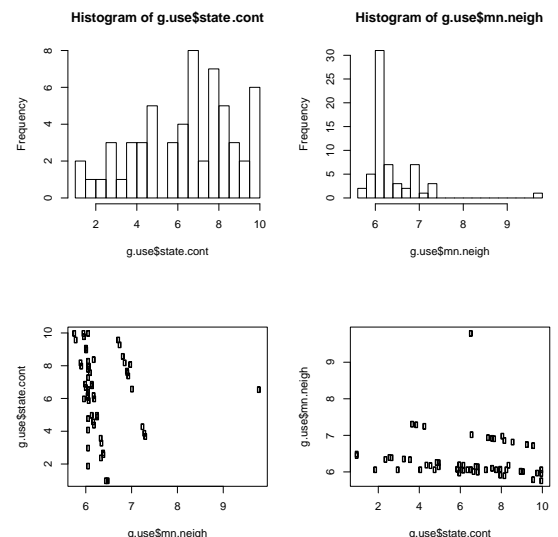 Histogram of g.use$state.cont
Histogram of g.use$mn.neigh
Frequency
0 2 4 6 8
2 4 6 8 10
g.use$state.cont
Frequency
0 5 10 15 20 25 30
6 7 8 9
g.use$mn.neigh
g.use$state.cont
2 4 6 8 10
6 7 8 9
g.use$mn.neigh
g.use$mn.neigh
6 7 8 9
2 4 6 8 10
g.use$state.cont